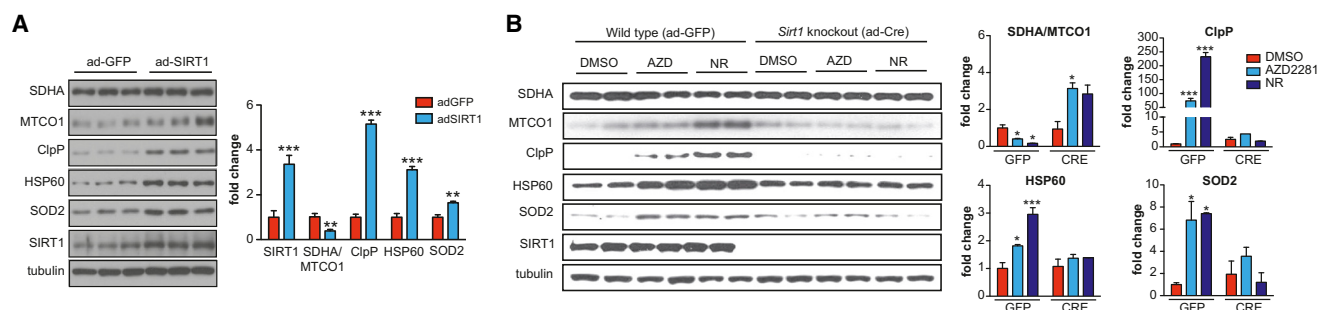 A
ad-GFP ad-SIRT1
SDHA
MTCO1
ClpP
HSP60
SOD2
SIRT1
tubulin
fold change
6
4
2
0
adGFP
adSIRT1
***
**
***
***
**
SIRT1 SDHA/ ClpP HSP60 SOD2
MTCO1
B
Wild type (ad-GFP) Sirt1 knockout (ad-Cre)
DMSO AZD NR DMSO AZD NR
SDHA
MTCO1
ClpP
HSP60
SOD2
SIRT1
tubulin
SDHA/MTCO1
fold change
6
4
2
0
* * *
GFP CRE
ClpP
fold change
300
250
200
150
100
50
10
5
0
*** ***
GFP CRE
DMSO
AZD2281
NR
HSP60
fold change
4
3
2
1
0
* ***
GFP CRE
SOD2
fold change
10
8
6
4
2
0
* *
GFP CRE